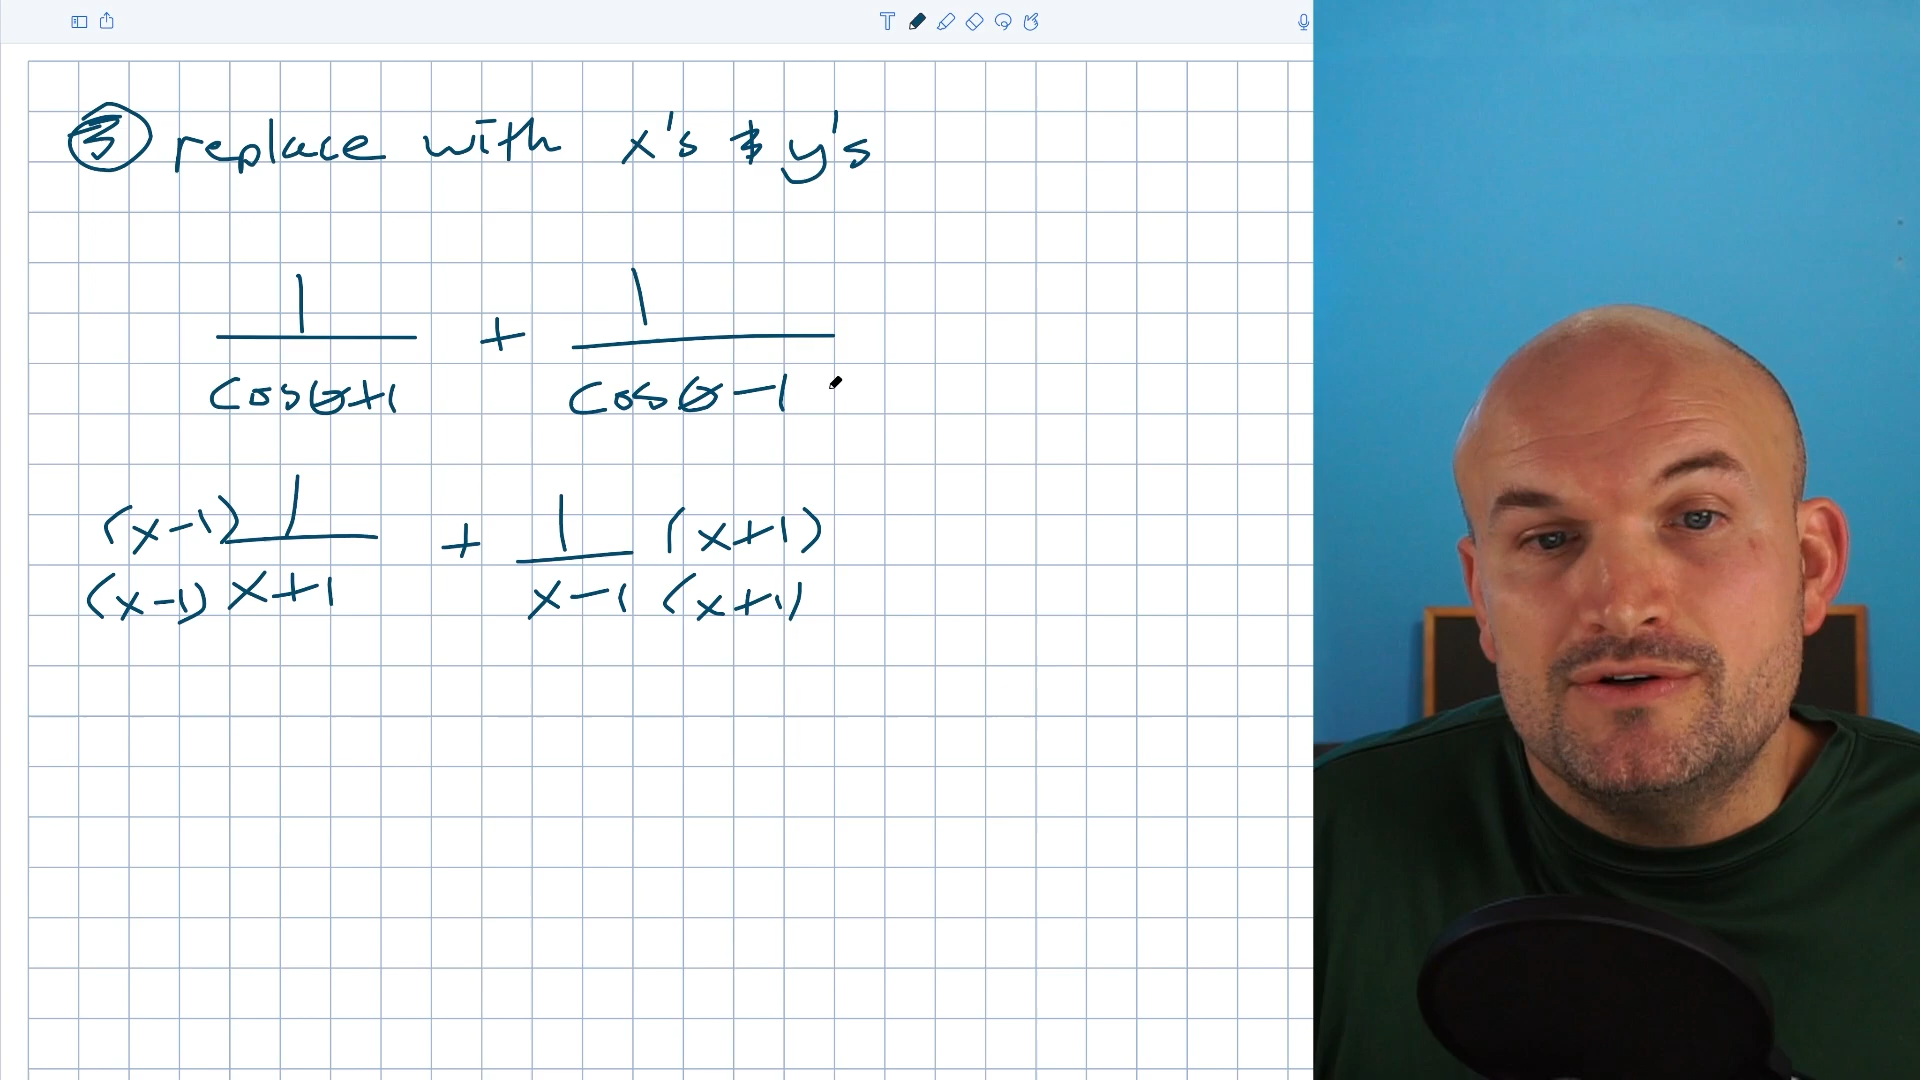 ③ replace with x's & y's
1/(cosθ+1) + 1/(cosθ-1)
(x-1)1/((x-1)x+1) + 1(x+1)/(x-1(x+1))